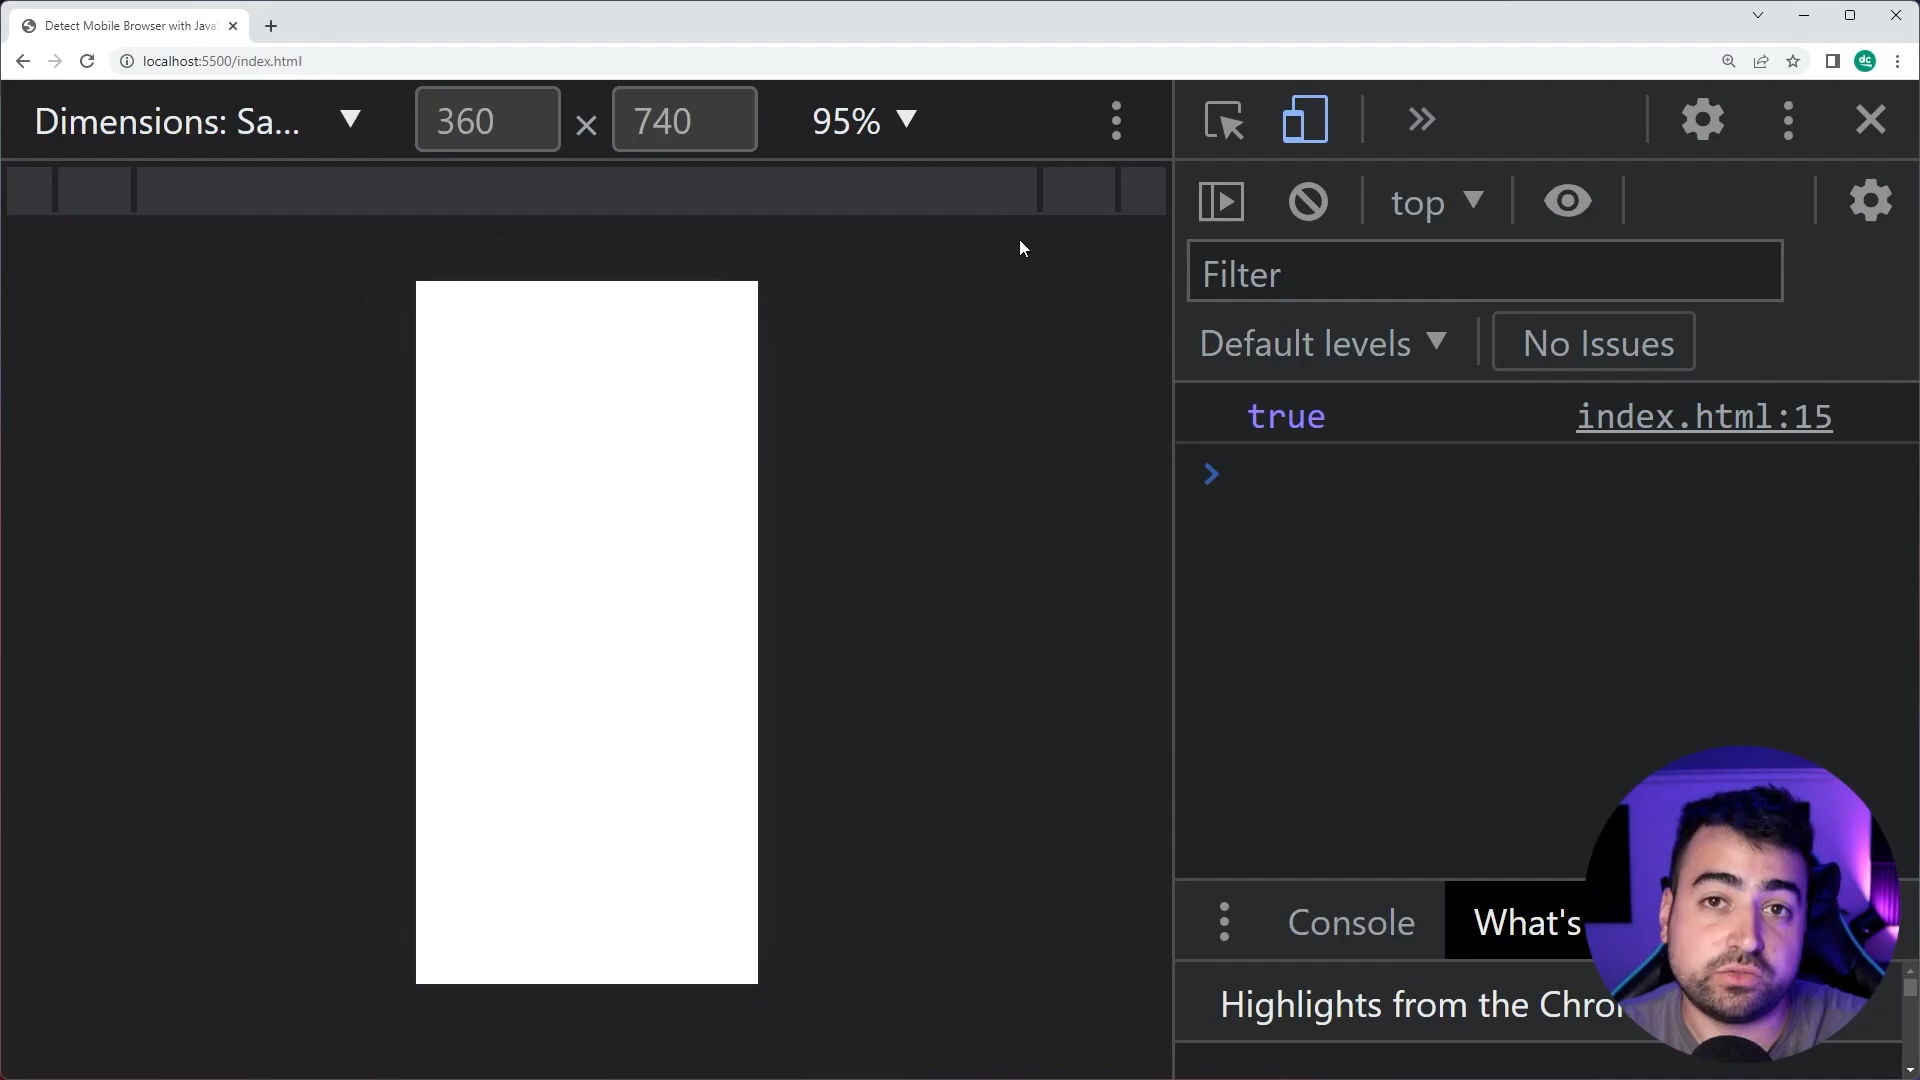 Detect Mobile Browser with Java
localhost:5500/index.html
dc
Dimensions: Sa...
360 × 740
95%
top
Filter
Default levels
No Issues
true
index.html:15
Console
What's
Highlights from the Chro